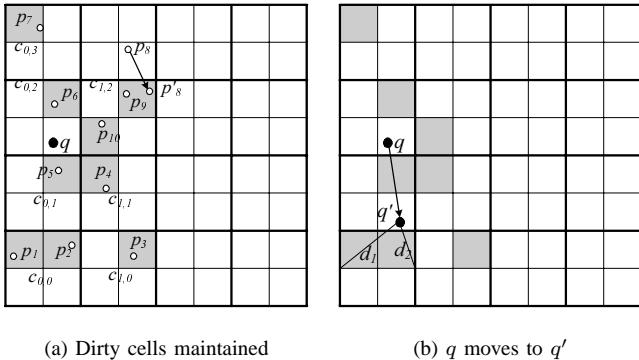 p7
c0,3
p8
c0,2
p6
c1,2
p9
p'8
p10
q
p5
p4
c0,1
c1,1
p1
p2
p3
c0,0
c1,0
(a) Dirty cells maintained
q
q'
d1
d2
(b) q moves to q′